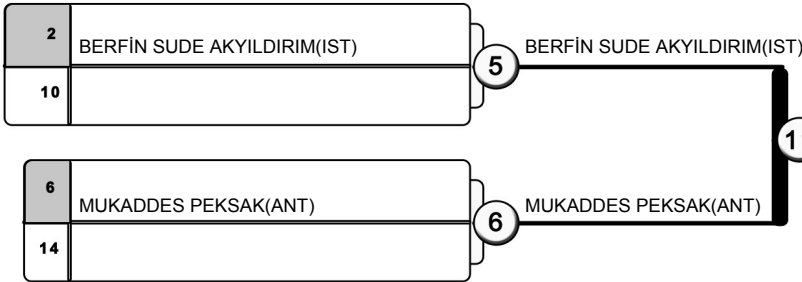 2
BERFİN SUDE AKYILDIRIM(IST)
5
BERFİN SUDE AKYILDIRIM(IST)
10
1
6
MUKADDES PEKSAK(ANT)
6
MUKADDES PEKSAK(ANT)
14